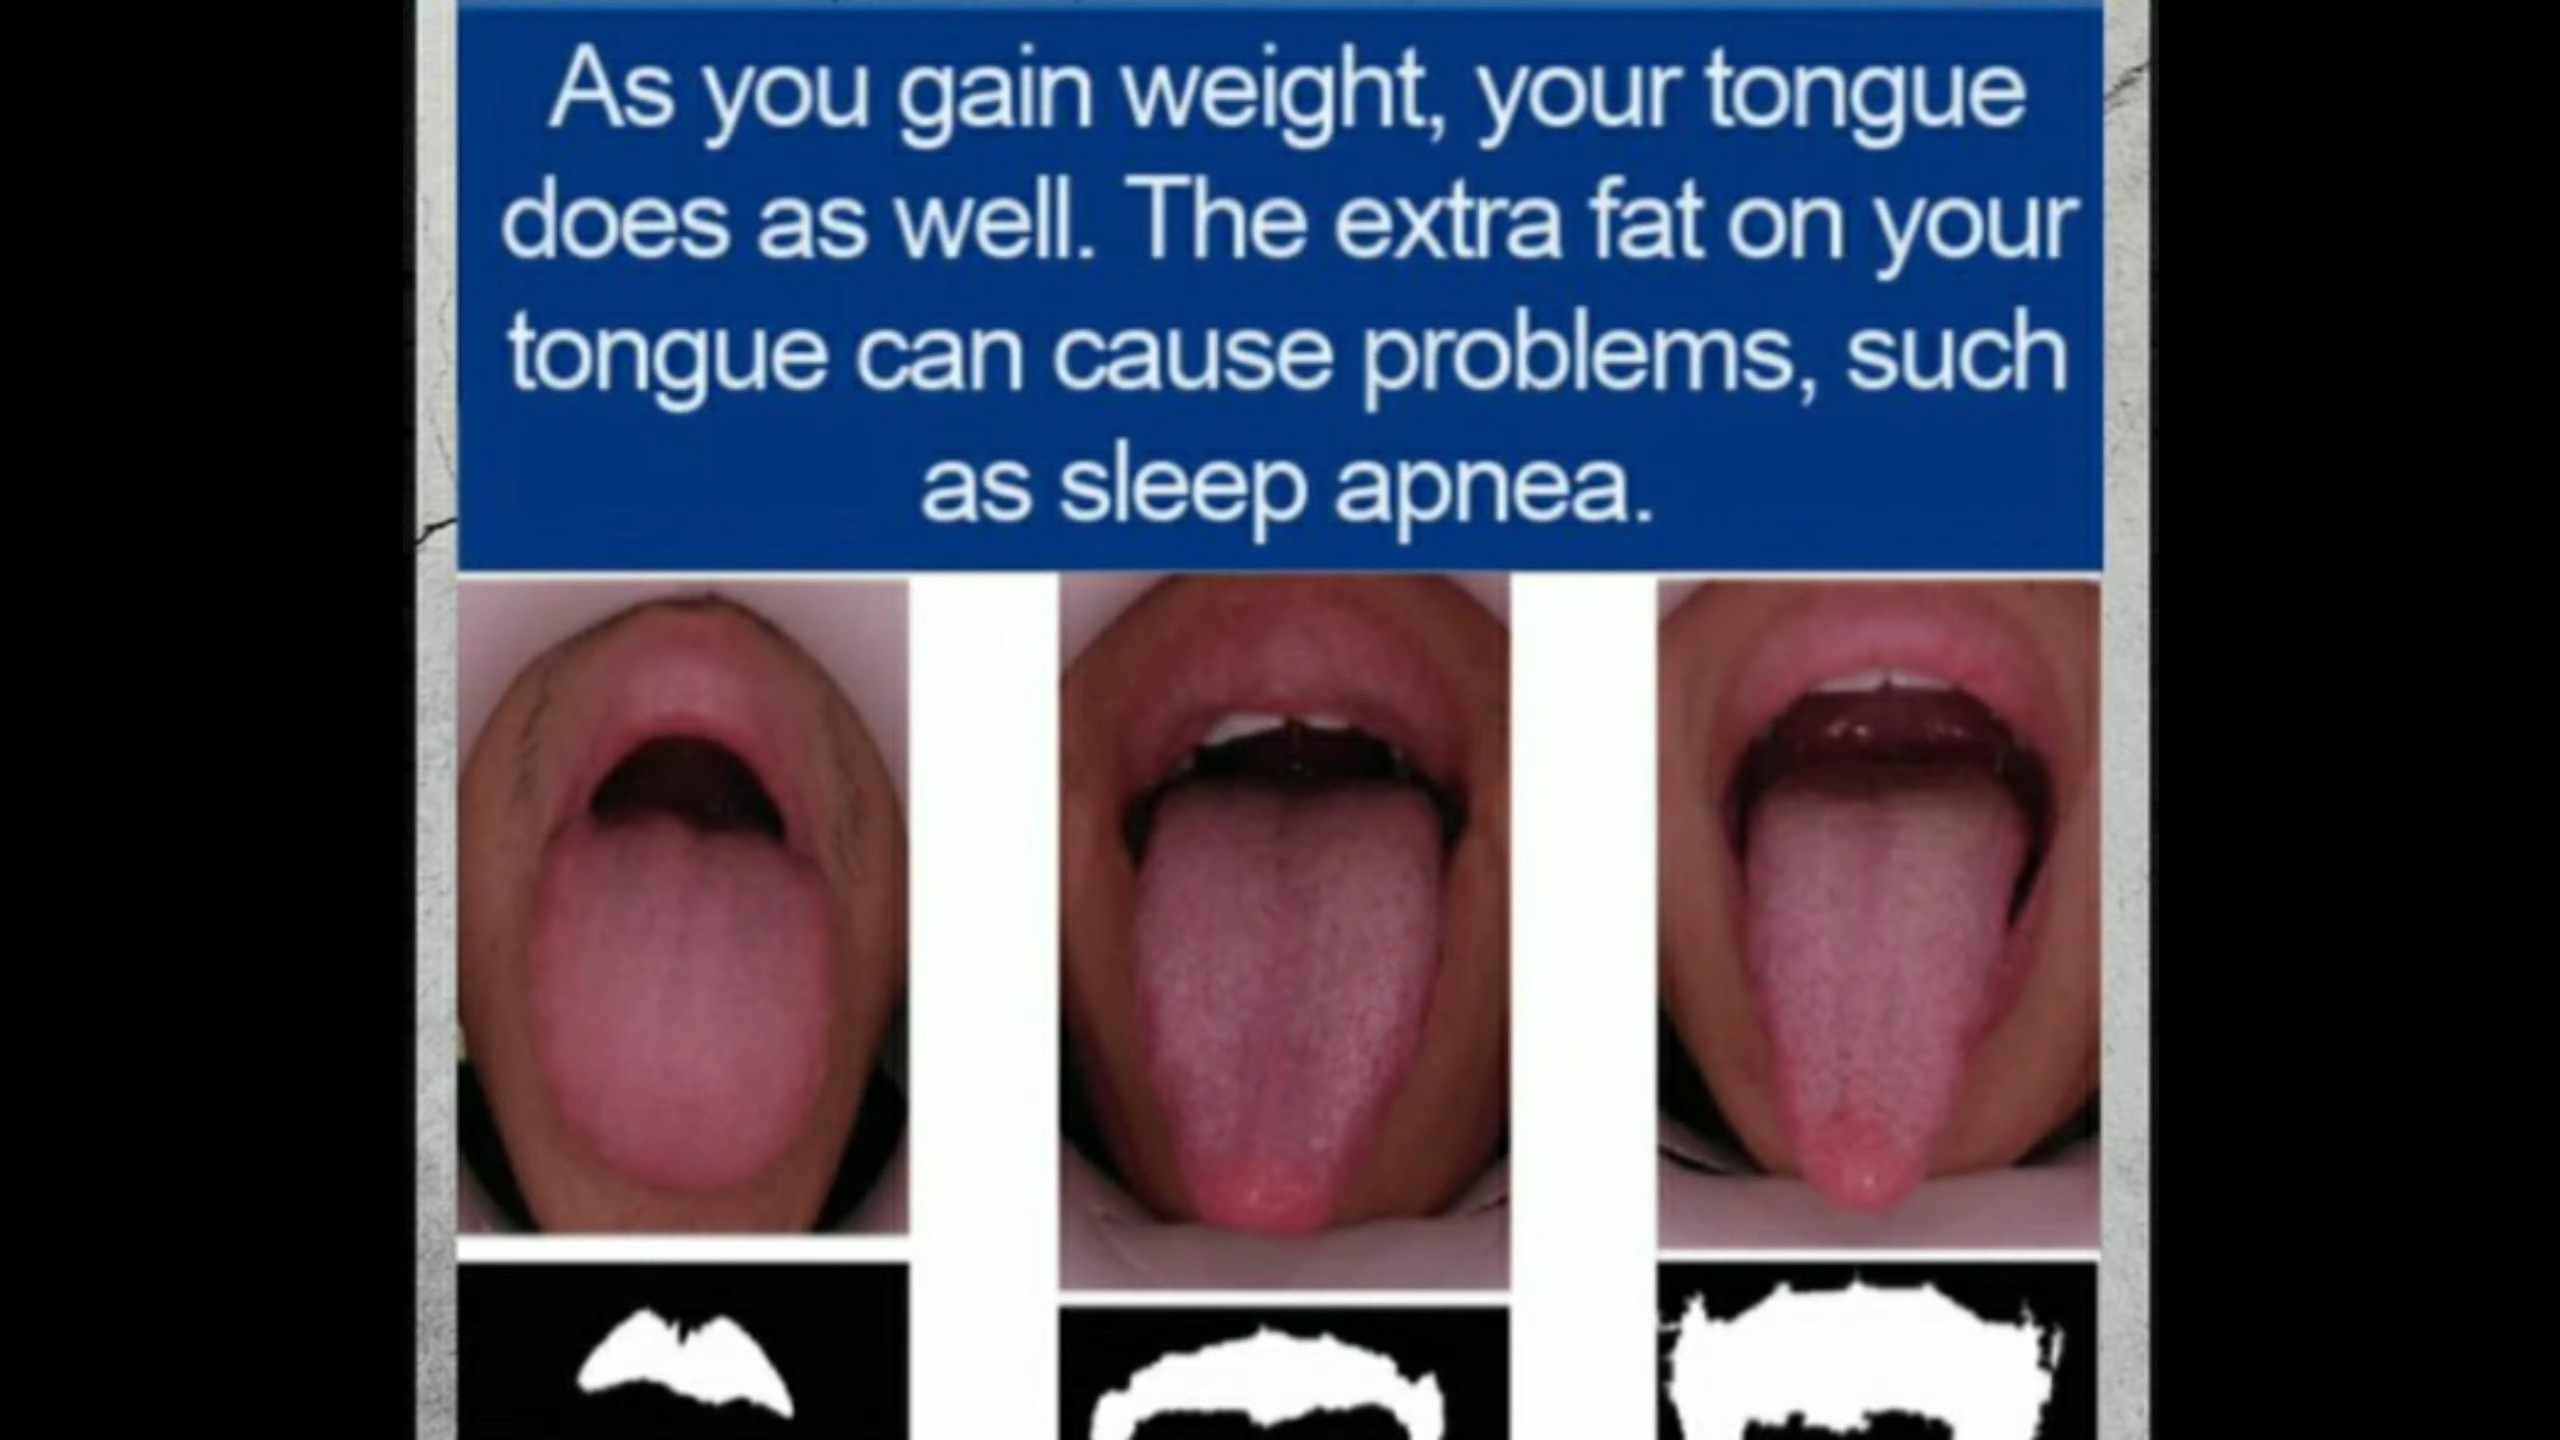 As you gain weight, your tongue
does as well. The extra fat on your
tongue can cause problems, such
as sleep apnea.